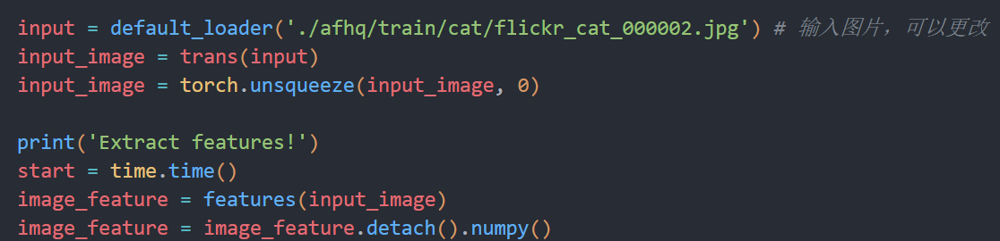 input = default_loader('./afhq/train/cat/flickr_cat_000002.jpg') # 输入图片，可以更改
input_image = trans(input)
input_image = torch.unsqueeze(input_image, 0)
print('Extract features!')
start = time.time()
image_feature = features(input_image)
image_feature = image_feature.detach().numpy()